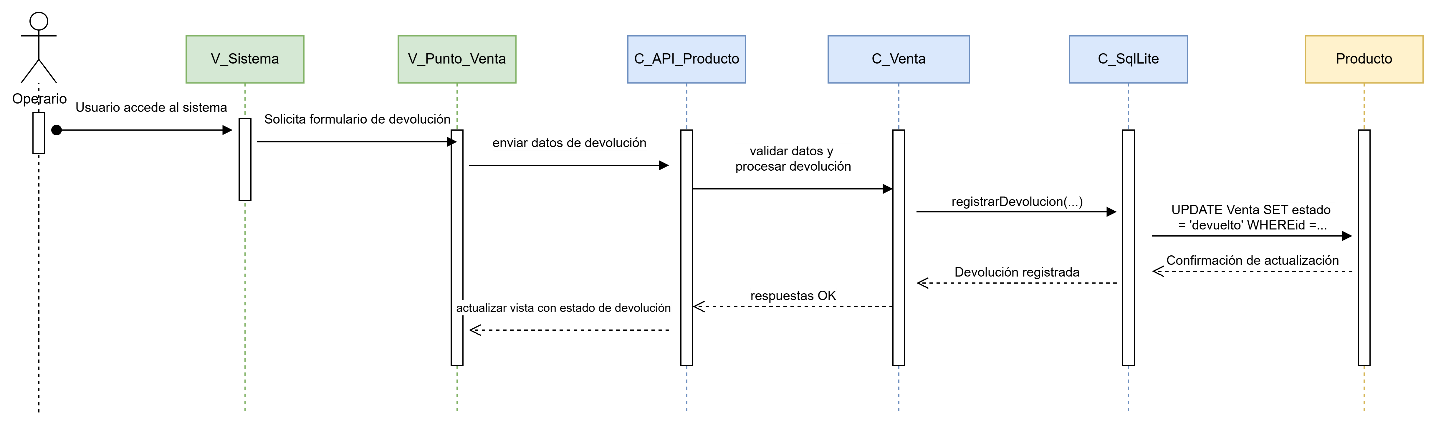 V_Sistema
V_Punto_Venta
C_API_Producto
C_Venta
C_SqlLite
Producto
Operario
Usuario accede al sistema
Solicita formulario de devolución
enviar datos de devolución
validar datos y
procesar devolución
registrarDevolucion(...)
UPDATE Venta SET estado
= 'devuelto' WHEREid =...
Confirmación de actualización
Devolución registrada
respuestas OK
actualizar vista con estado de devolución